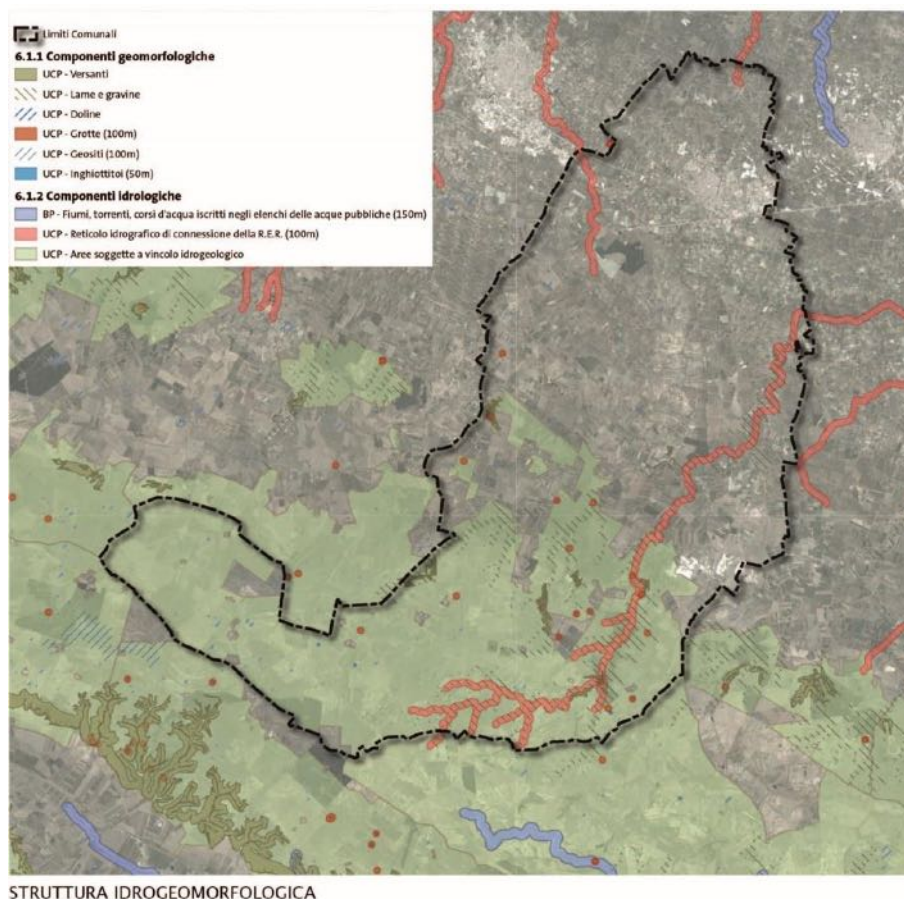 Limiti Comunali
6.1.1 Componenti geomorfologiche
UCP - Versanti
UCP - Lame e gravine
UCP - Doline
UCP - Grotte (100m)
UCP - Geositi (100m)
UCP - Inghiottitoi (50m)
6.1.2 Componenti idrologiche
BP - Fiumi, torrenti, corsi d'acqua iscritti negli elenchi delle acque pubbliche (150m)
UCP - Reticolo idrografico di connessione della R.E.R. (100m)
UCP - Aree soggette a vincolo idrogeologico
STRUTTURA IDROGEOMORFOLOGICA